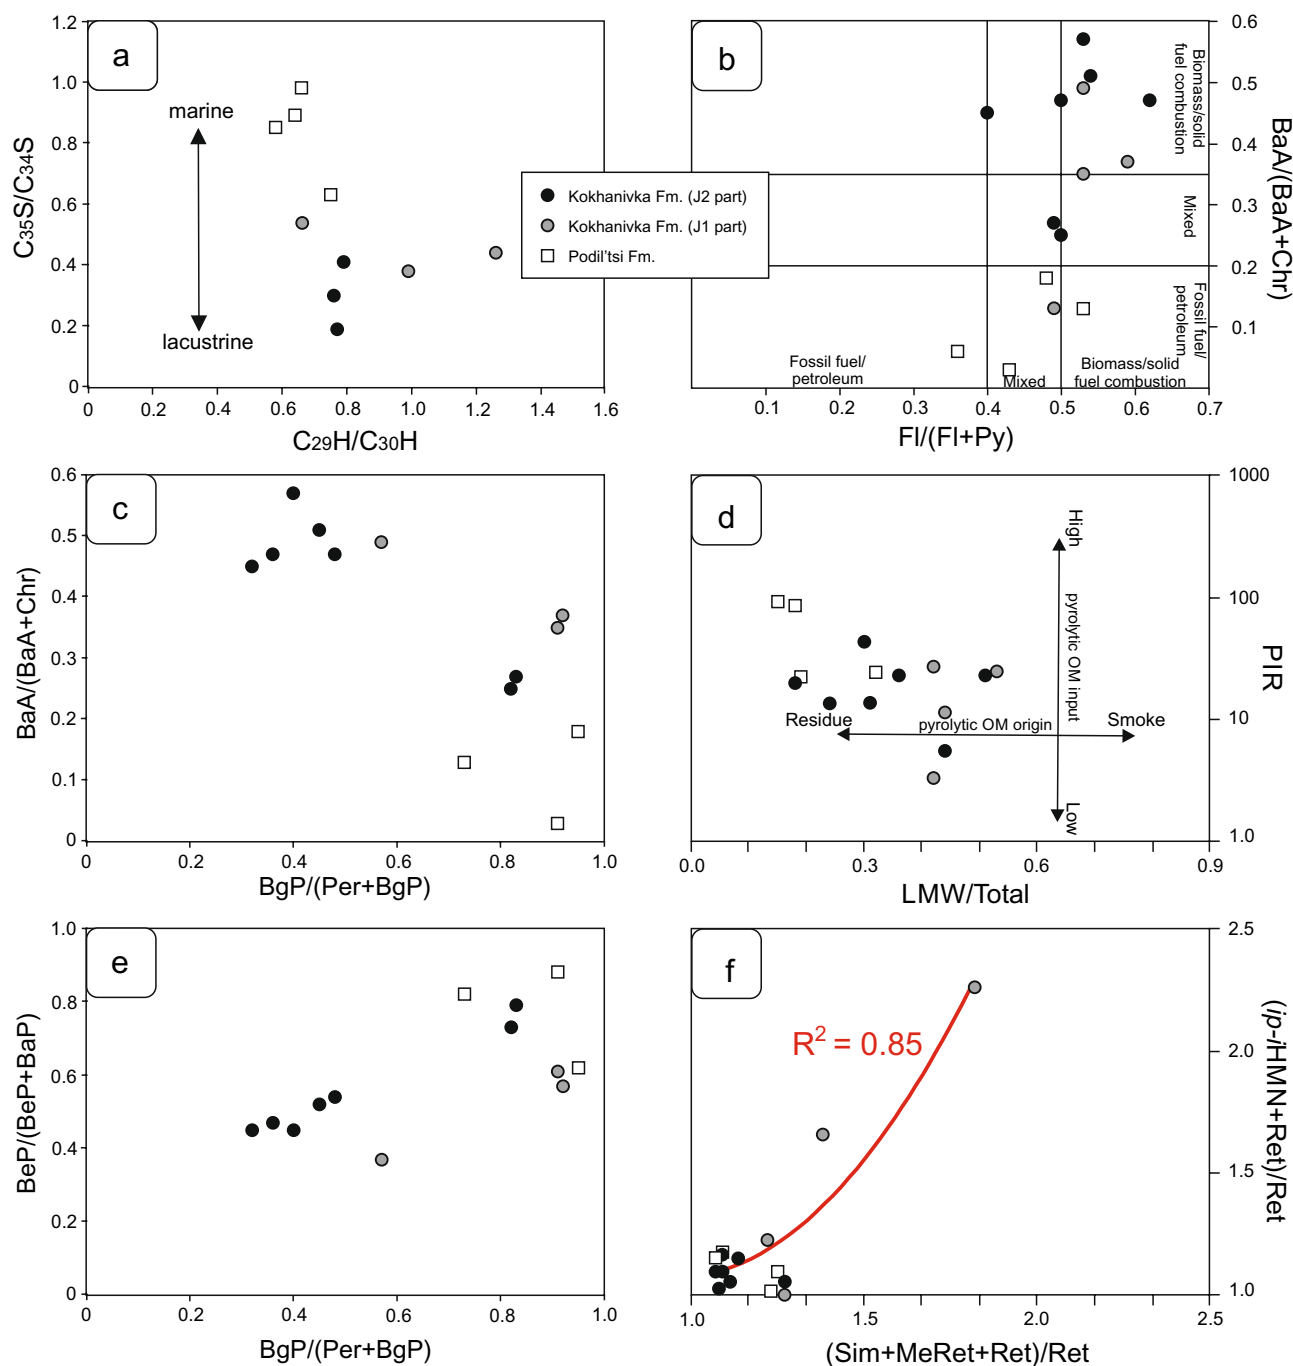 a
1.2
1.0
0.8
0.6
0.4
0.2
0
C35S/C34S
marine
lacustrine
0
0.2
0.4
0.6
0.8
1.0
1.2
1.4
1.6
C29H/C30H
Kokhanivka Fm. (J2 part)
Kokhanivka Fm. (J1 part)
Podil'tsi Fm.
b
0.6
0.5
0.4
0.3
0.2
0.1
BaA/(BaA+Chr)
Biomass/solid
fuel combustion
Mixed
Fossil fuel/
petroleum
Fossil fuel/
petroleum
Mixed
Biomass/solid
fuel combustion
0.1
0.2
0.3
0.4
0.5
0.6
0.7
Fl/(Fl+Py)
c
0.6
0.5
0.4
0.3
0.2
0.1
0
BaA/(BaA+Chr)
0
0.4
0.6
0.8
1.0
BgP/(Per+BgP)
d
1000
100
10
1.0
PIR
High
pyrolytic OM input
Low
Residue
pyrolytic OM origin
Smoke
0.0
0.3
0.6
0.9
LMW/Total
e
1.0
0.8
0.6
0.4
0.2
0
BeP/(BeP+BaP)
0
0.2
0.4
0.6
0.8
1.0
BgP/(Per+BgP)
f
R² = 0.85
2.5
2.0
1.5
1.0
(ip-iHMN+Ret)/Ret
1.0
1.5
2.0
2.5
(Sim+MeRet+Ret)/Ret